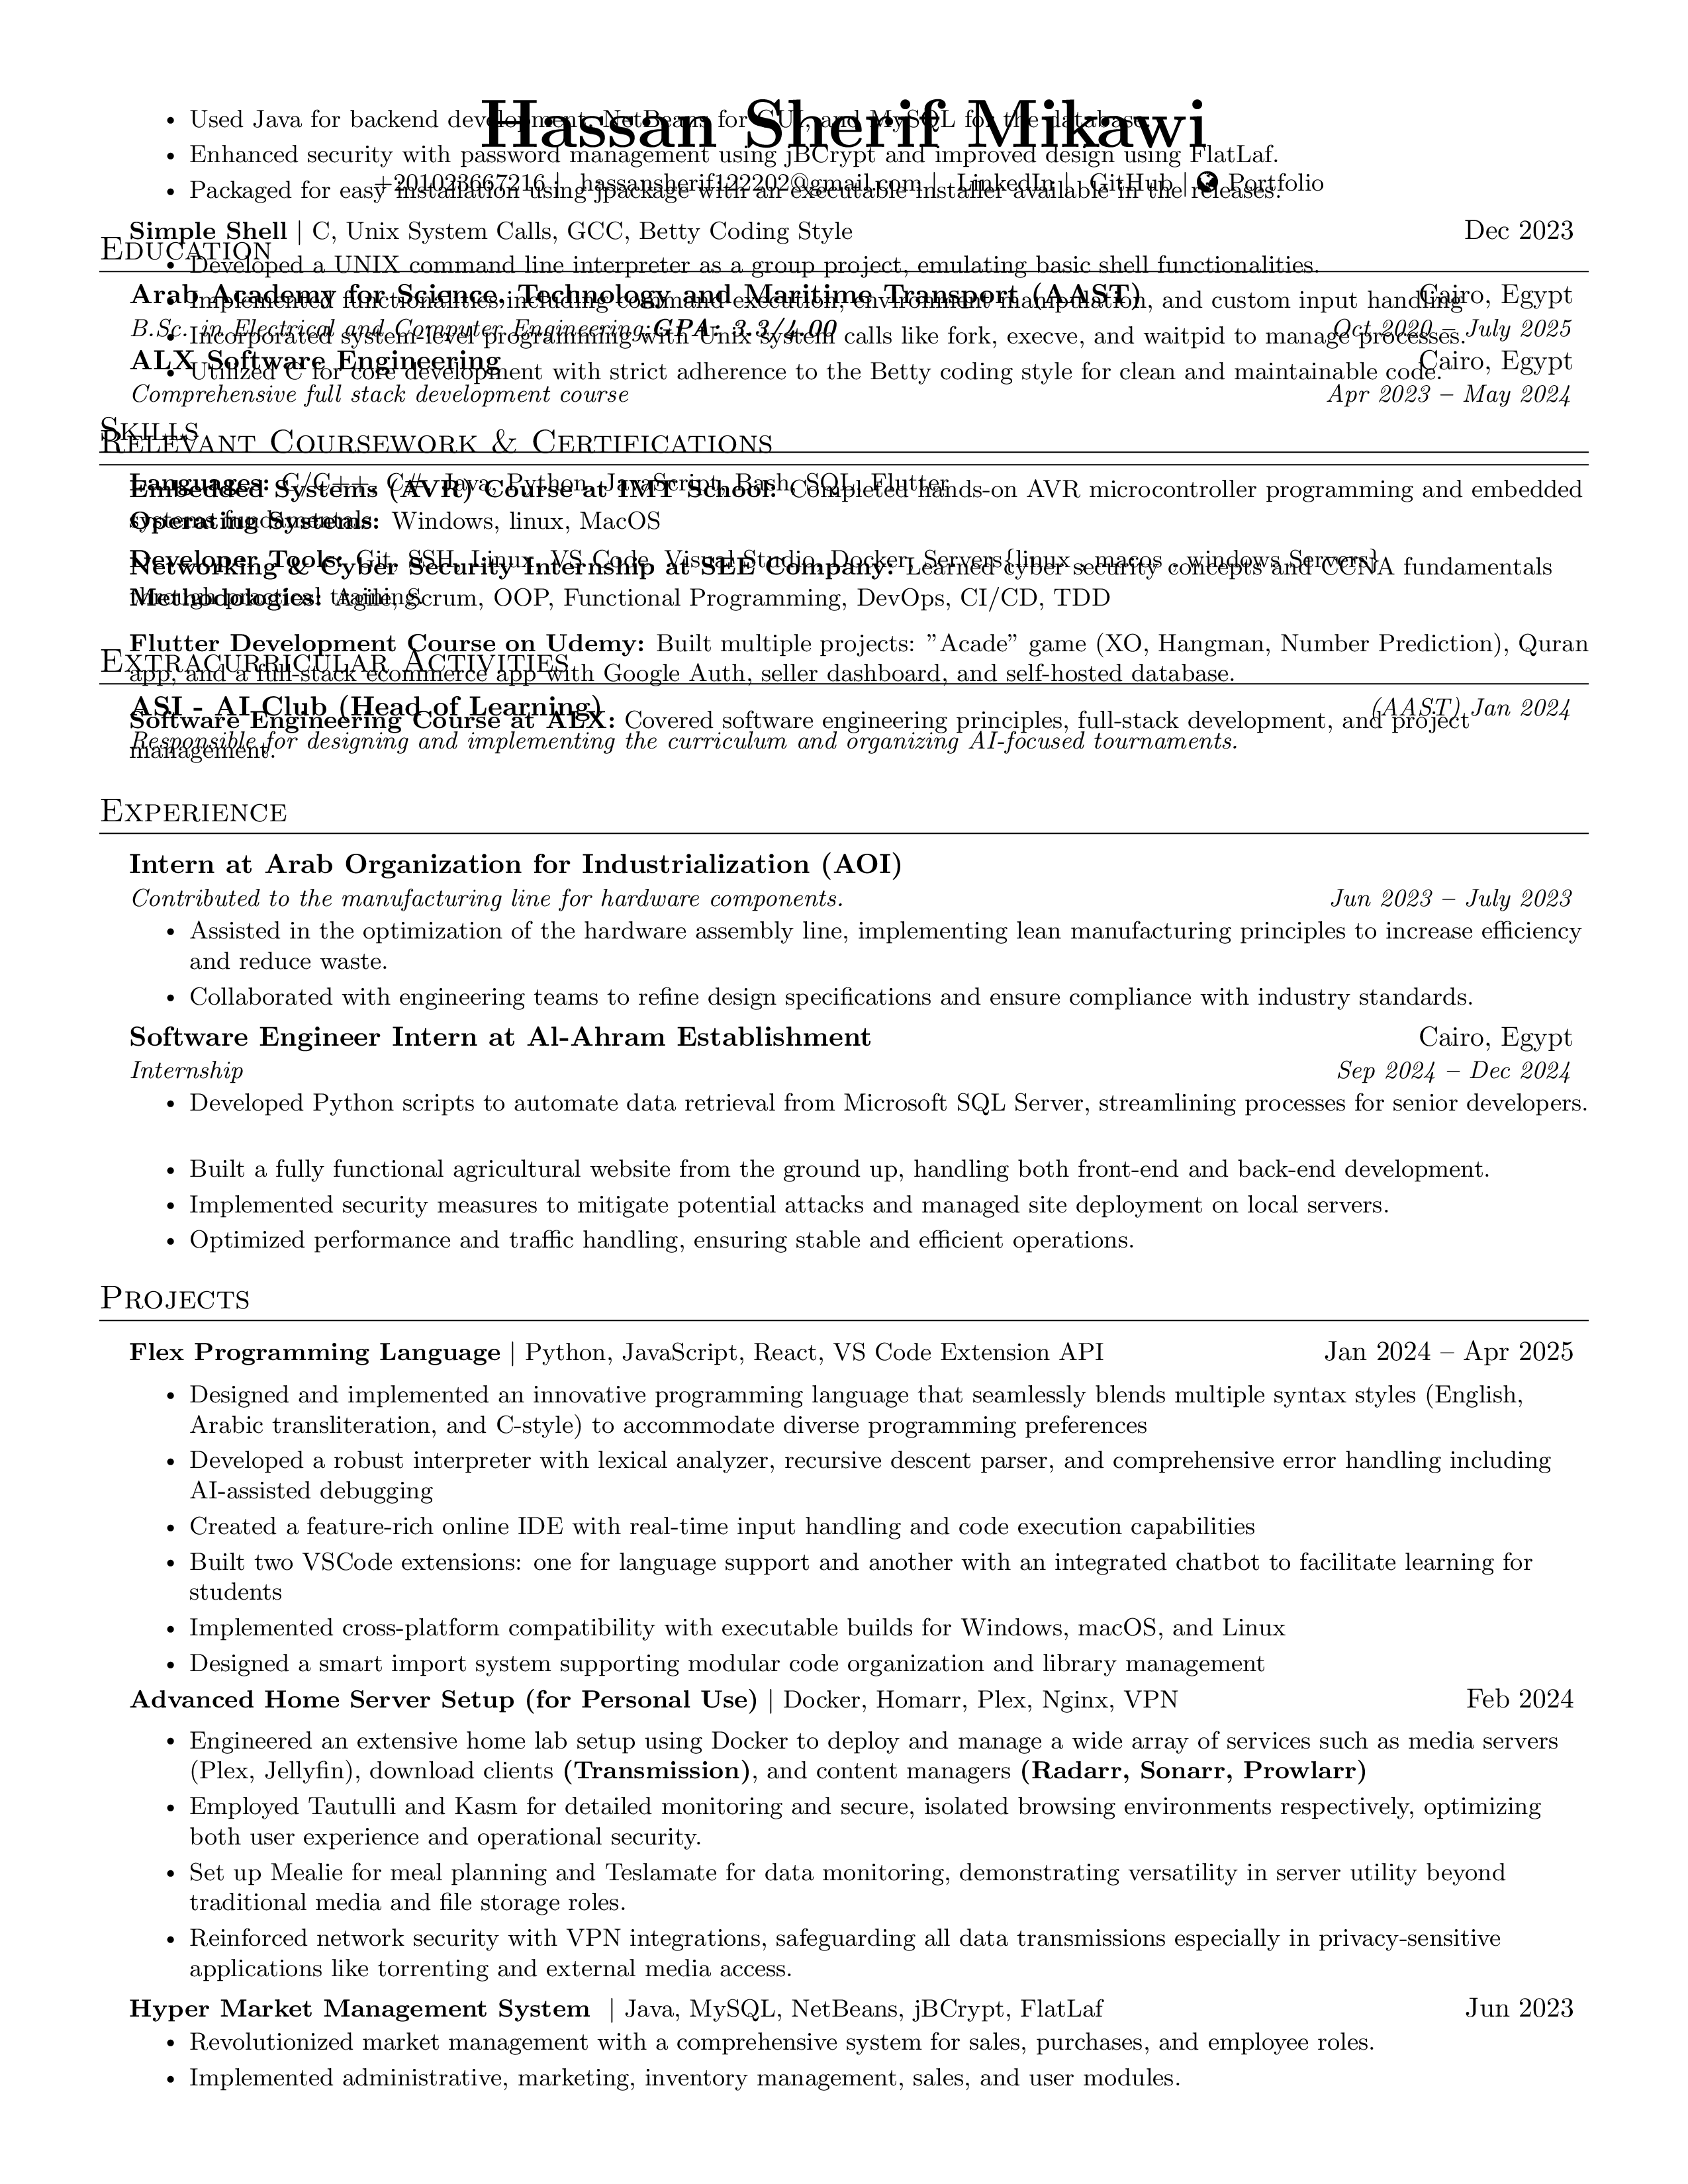 Hassan Sherif Mikawi
+201023667216 | hassansherif122202@gmail.com | LinkedIn | GitHub | Portfolio
Education
Arab Academy for Science, Technology and Maritime Transport (AAST) Cairo, Egypt
B.Sc. in Electrical and Computer Engineering GPA: 3.3/4.00 Oct 2020 – July 2025
ALX Software Engineering Cairo, Egypt
Comprehensive full stack development course Apr 2023 – May 2024
Relevant Coursework & Certifications
Embedded Systems (AVR) Course at IMT School: Completed hands-on AVR microcontroller programming and embedded
systems fundamentals.
Networking & Cyber Security Internship at SEE Company: Learned cyber security concepts and CCNA fundamentals
through practical training.
Flutter Development Course on Udemy: Built multiple projects: ”Acade” game (XO, Hangman, Number Prediction), Quran
app, and a full-stack ecommerce app with Google Auth, seller dashboard, and self-hosted database.
Software Engineering Course at ALX: Covered software engineering principles, full-stack development, and project
management.
Experience
Intern at Arab Organization for Industrialization (AOI)
Contributed to the manufacturing line for hardware components. Jun 2023 – July 2023
• Assisted in the optimization of the hardware assembly line, implementing lean manufacturing principles to increase efficiency
and reduce waste.
• Collaborated with engineering teams to refine design specifications and ensure compliance with industry standards.
Software Engineer Intern at Al-Ahram Establishment Cairo, Egypt
Internship Sep 2024 – Dec 2024
• Developed Python scripts to automate data retrieval from Microsoft SQL Server, streamlining processes for senior developers.
• Built a fully functional agricultural website from the ground up, handling both front-end and back-end development.
• Implemented security measures to mitigate potential attacks and managed site deployment on local servers.
• Optimized performance and traffic handling, ensuring stable and efficient operations.
Projects
Flex Programming Language | Python, JavaScript, React, VS Code Extension API Jan 2024 – Apr 2025
• Designed and implemented an innovative programming language that seamlessly blends multiple syntax styles (English,
Arabic transliteration, and C-style) to accommodate diverse programming preferences
• Developed a robust interpreter with lexical analyzer, recursive descent parser, and comprehensive error handling including
AI-assisted debugging
• Created a feature-rich online IDE with real-time input handling and code execution capabilities
• Built two VSCode extensions: one for language support and another with an integrated chatbot to facilitate learning for
students
• Implemented cross-platform compatibility with executable builds for Windows, macOS, and Linux
• Designed a smart import system supporting modular code organization and library management
Advanced Home Server Setup (for Personal Use) | Docker, Homarr, Plex, Nginx, VPN Feb 2024
• Engineered an extensive home lab setup using Docker to deploy and manage a wide array of services such as media servers
(Plex, Jellyfin), download clients (Transmission), and content managers (Radarr, Sonarr, Prowlarr)
• Employed Tautulli and Kasm for detailed monitoring and secure, isolated browsing environments respectively, optimizing
both user experience and operational security.
• Set up Mealie for meal planning and Teslamate for data monitoring, demonstrating versatility in server utility beyond
traditional media and file storage roles.
• Reinforced network security with VPN integrations, safeguarding all data transmissions especially in privacy-sensitive
applications like torrenting and external media access.
Hyper Market Management System | Java, MySQL, NetBeans, jBCrypt, FlatLaf Jun 2023
• Revolutionized market management with a comprehensive system for sales, purchases, and employee roles.
• Implemented administrative, marketing, inventory management, sales, and user modules.
• Used Java for backend development, NetBeans for GUI, and MySQL for the database.
• Enhanced security with password management using jBCrypt and improved design using FlatLaf.
• Packaged for easy installation using jpackage with an executable installer available in the releases.
Simple Shell | C, Unix System Calls, GCC, Betty Coding Style Dec 2023
• Developed a UNIX command line interpreter as a group project, emulating basic shell functionalities.
• Implemented functionalities including command execution, environment manipulation, and custom input handling
• Incorporated system-level programming with Unix system calls like fork, execve, and waitpid to manage processes.
• Utilized C for core development with strict adherence to the Betty coding style for clean and maintainable code.
Skills
Languages: C/C++, C#, Java, Python, JavaScript, Bash, SQL, Flutter
Operating Systems: Windows, linux, MacOS
Developer Tools: Git, SSH, Linux, VS Code, Visual Studio, Docker, Servers{linux , macos , windows Servers}
Methodologies: Agile, Scrum, OOP, Functional Programming, DevOps, CI/CD, TDD
Extracurricular Activities
ASI - AI Club (Head of Learning) (AAST) Jan 2024
Responsible for designing and implementing the curriculum and organizing AI-focused tournaments.